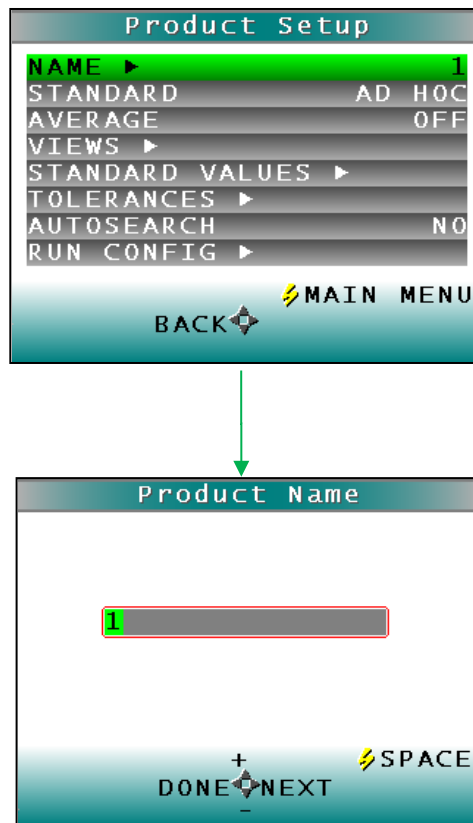 Product Setup
NAME ► 1
STANDARD AD HOC
AVERAGE OFF
VIEWS ►
STANDARD VALUES ►
TOLERANCES ►
AUTOSEARCH NO
RUN CONFIG ►
⚡MAIN MENU
BACK
Product Name
1
+
⚡SPACE
DONE NEXT
-